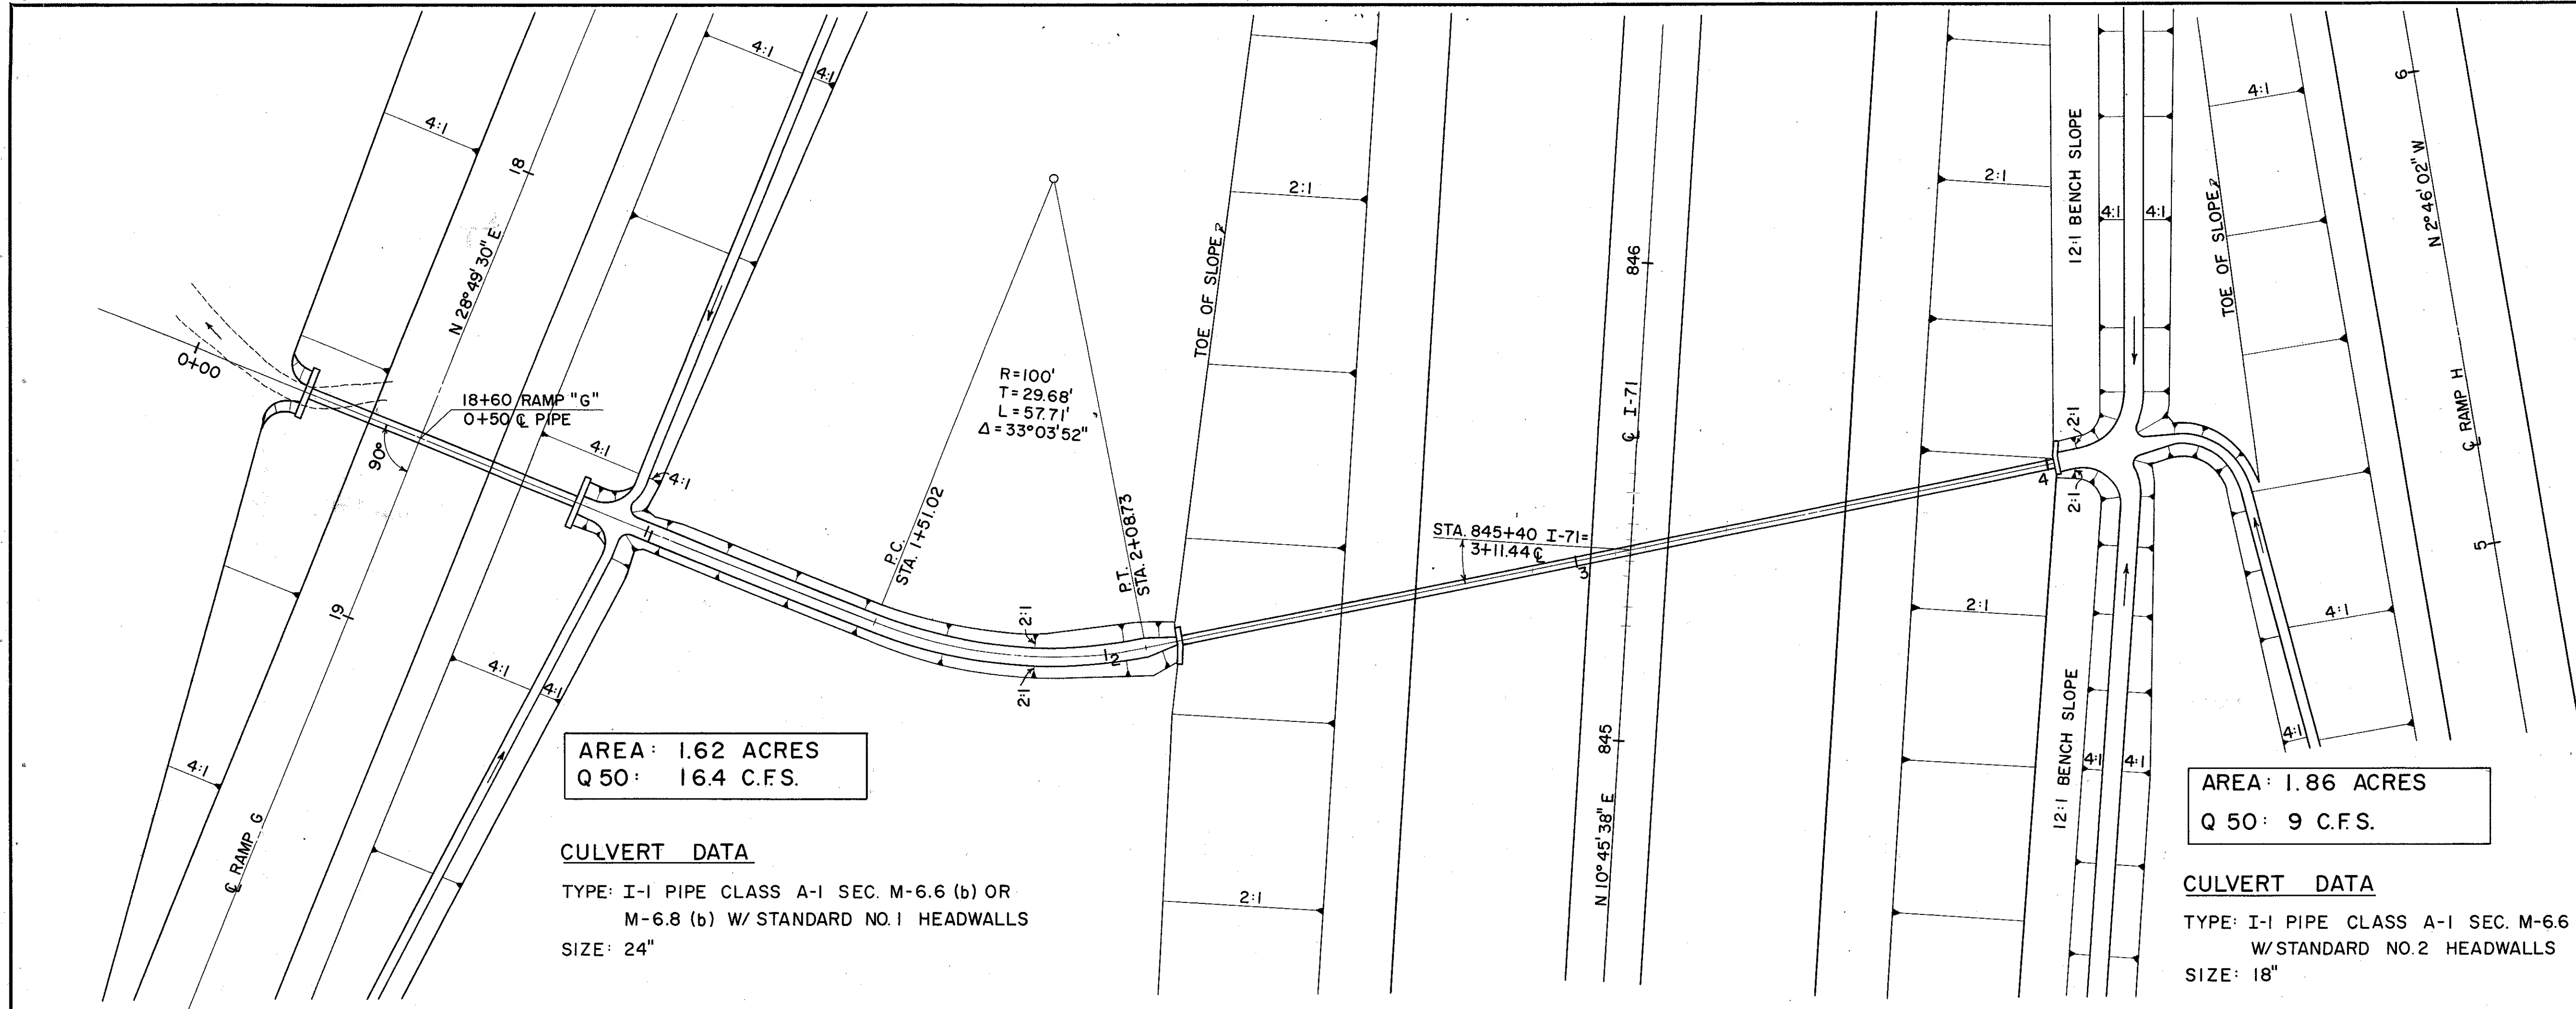 4:1
4:1
4:1
18
N 28°49'30" E
0+00
18+60 RAMP "G"
0+50 ℄ PIPE
90°
4:1
4:1
1
19
4:1
4:1
4:1
℄ RAMP G
R=100'
T=29.68'
L=57.71'
Δ=33°03'52"
P.C.
STA. 1+51.02
P.T.
STA. 2+08.73
2:1
2:1
2
TOE OF SLOPE
2:1
2:1
STA. 845+40 I-71=
3+11.44 ℄
3
846
℄ I-71
845
N 10°45'38" E
2:1
2:1
12:1 BENCH SLOPE
12:1 BENCH SLOPE
4:1
4:1
2:1
2:1
4
4:1
4:1
TOE OF SLOPE
4:1
4:1
4:1
6
N 2°46'02" W
℄ RAMP H
5
AREA: 1.62 ACRES
Q 50: 16.4 C.F.S.
CULVERT DATA
TYPE: I-1 PIPE CLASS A-1 SEC. M-6.6 (b) OR
M-6.8 (b) W/ STANDARD NO. 1 HEADWALLS
SIZE: 24"
AREA: 1.86 ACRES
Q 50: 9 C.F.S.
CULVERT DATA
TYPE: I-1 PIPE CLASS A-1 SEC. M-6.6
W/ STANDARD NO. 2 HEADWALLS
SIZE: 18"